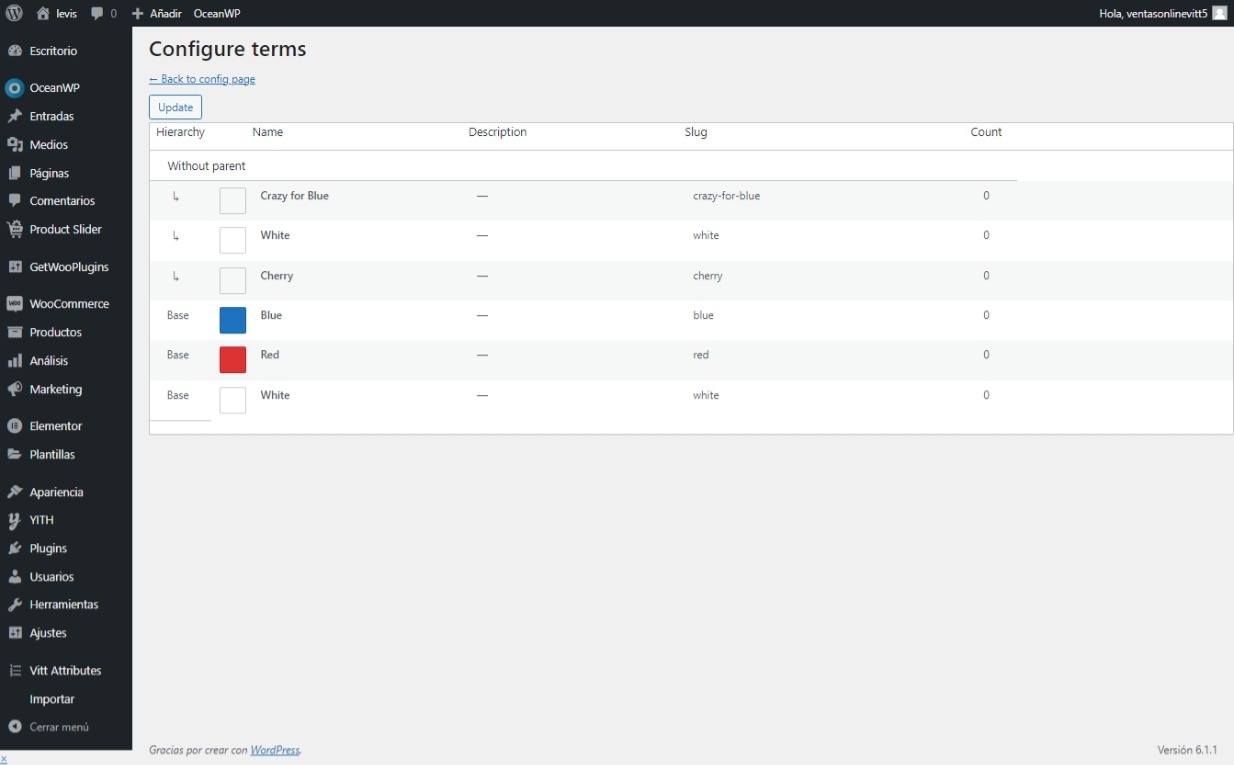 levis 0 Añadir OceanWP Hola, ventasonlinevitt5
Escritorio
OceanWP
Entradas
Medios
Páginas
Comentarios
Product Slider
GetWooPlugins
WooCommerce
Productos
Análisis
Marketing
Elementor
Plantillas
Apariencia
YITH
Plugins
Usuarios
Herramientas
Ajustes
Vitt Attributes
Importar
Cerrar menú
x
Configure terms
← Back to config page
Update
Hierarchy Name Description Slug Count
Without parent
↳ Crazy for Blue — crazy-for-blue 0
↳ White — white 0
↳ Cherry — cherry 0
Base Blue — blue 0
Base Red — red 0
Base White — white 0
Gracias por crear con WordPress. Versión 6.1.1